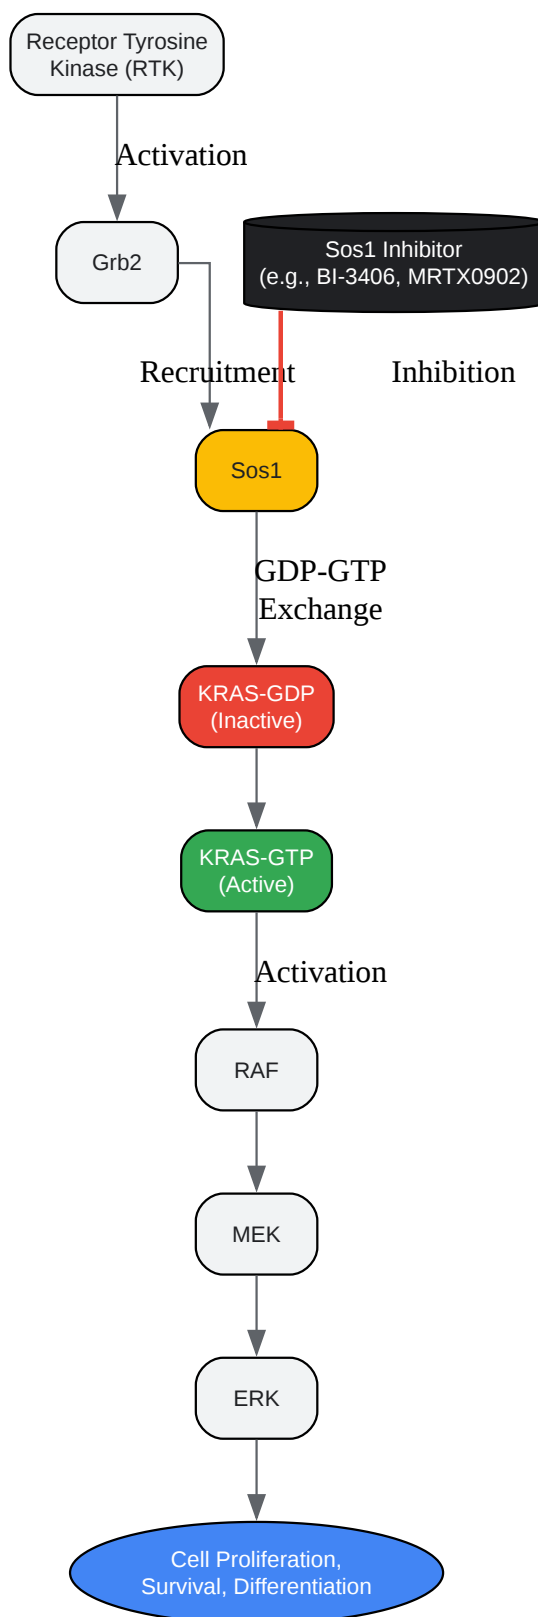 Receptor Tyrosine
Kinase (RTK)
Activation
Grb2
Sos1 Inhibitor
(e.g., BI-3406, MRTX0902)
Recruitment
Inhibition
Sos1
GDP-GTP
Exchange
KRAS-GDP
(Inactive)
KRAS-GTP
(Active)
Activation
RAF
MEK
ERK
Cell Proliferation,
Survival, Differentiation